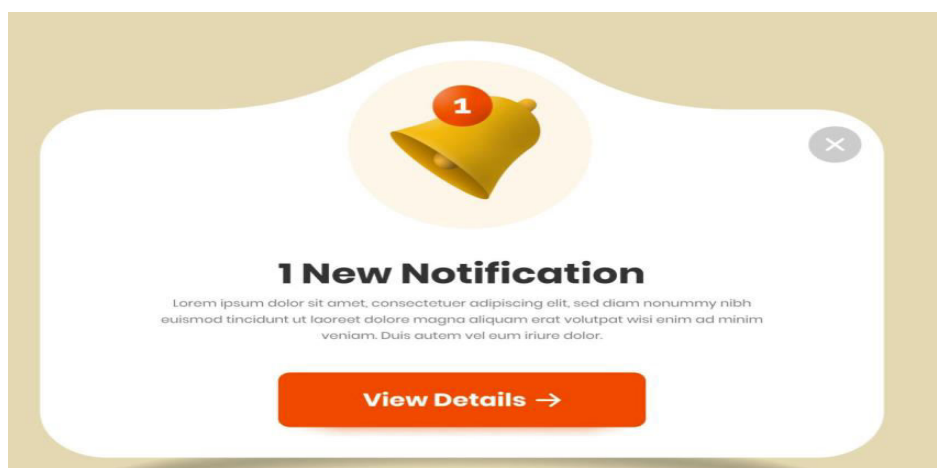 1
1 New Notification
Lorem ipsum dolor sit amet, consectetuer adipiscing elit, sed diam nonummy nibh
euismod tincidunt ut laoreet dolore magna aliquam erat volutpat wisi enim ad minim
veniam. Duis autem vel eum iriure dolor.
View Details →